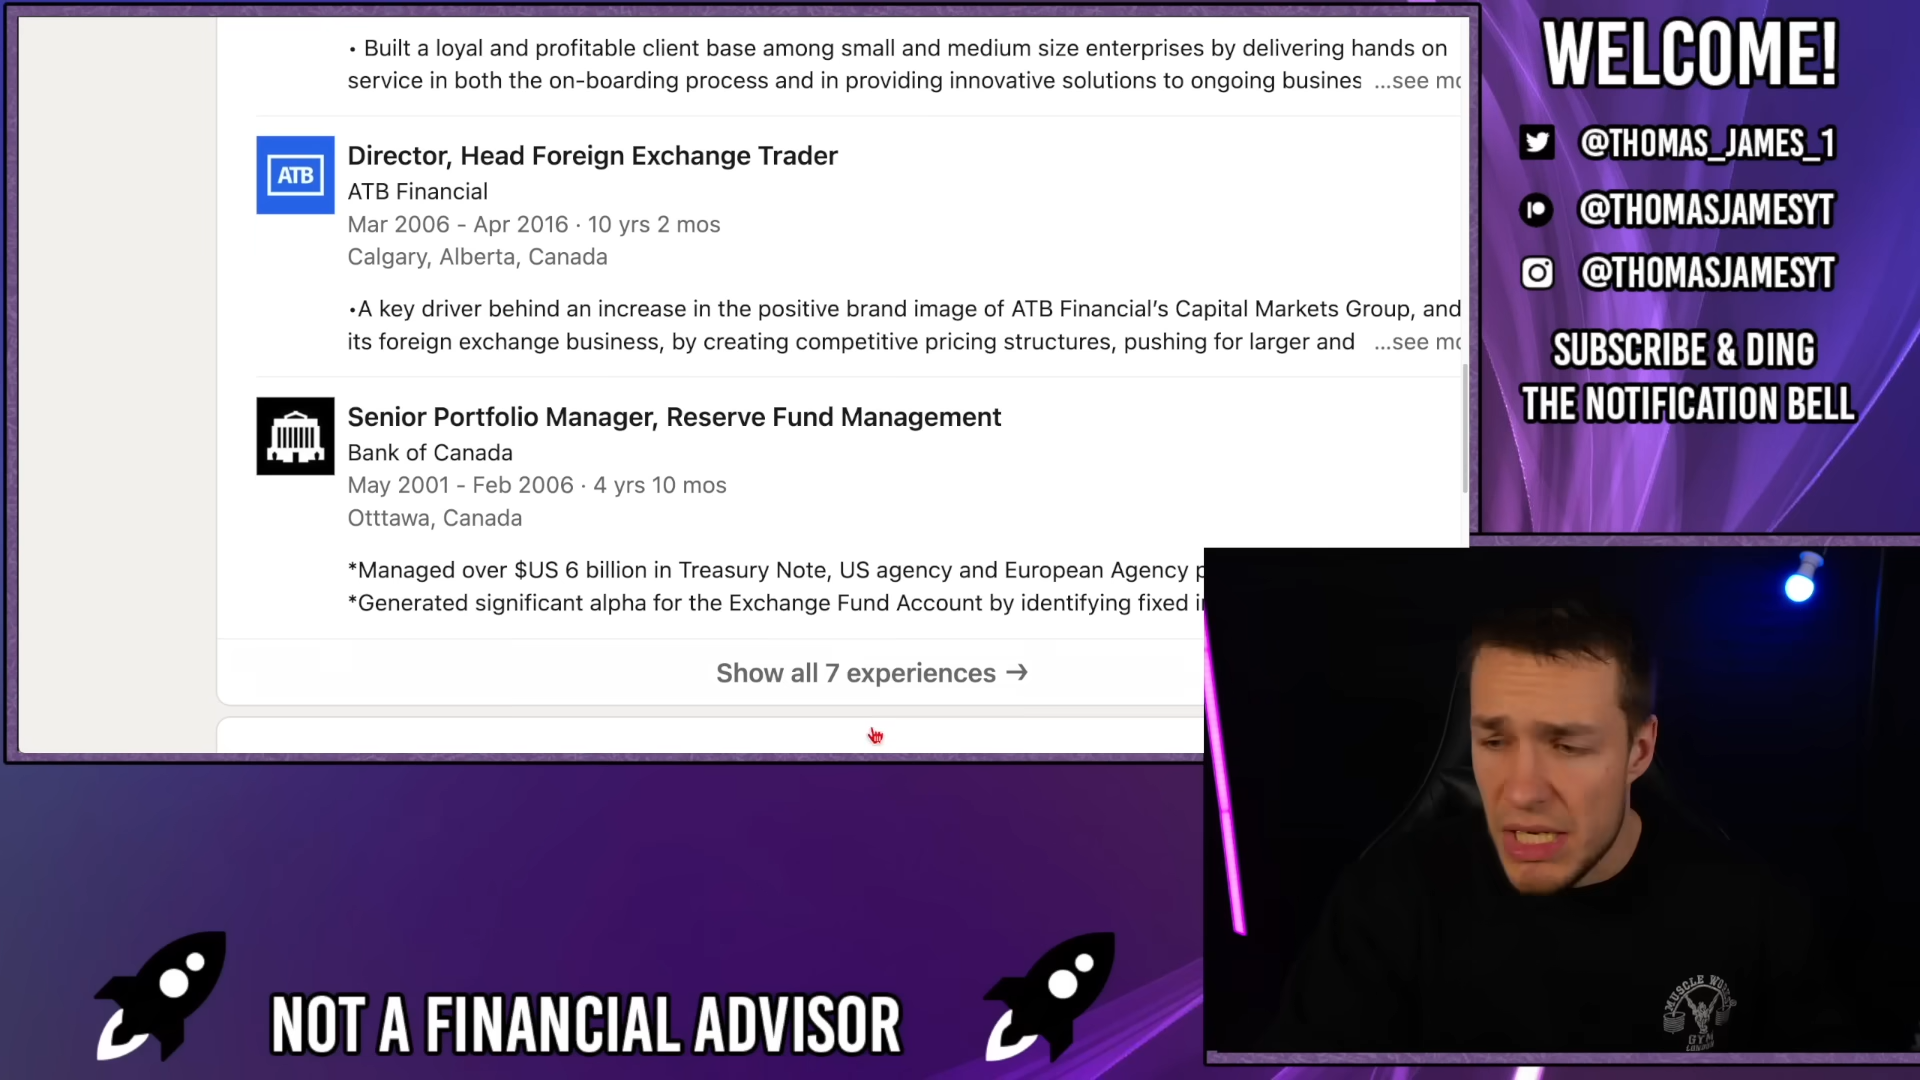 • Built a loyal and profitable client base among small and medium size enterprises by delivering hands on
service in both the on-boarding process and in providing innovative solutions to ongoing busines ...see mo
ATB
Director, Head Foreign Exchange Trader
ATB Financial
Mar 2006 - Apr 2016 · 10 yrs 2 mos
Calgary, Alberta, Canada
•A key driver behind an increase in the positive brand image of ATB Financial’s Capital Markets Group, and
its foreign exchange business, by creating competitive pricing structures, pushing for larger and ...see mo
Senior Portfolio Manager, Reserve Fund Management
Bank of Canada
May 2001 - Feb 2006 · 4 yrs 10 mos
Otttawa, Canada
*Managed over $US 6 billion in Treasury Note, US agency and European Agency p
*Generated significant alpha for the Exchange Fund Account by identifying fixed i
Show all 7 experiences →
WELCOME!
@THOMAS_JAMES_1
@THOMASJAMESYT
@THOMASJAMESYT
SUBSCRIBE & DING
THE NOTIFICATION BELL
MUSCLE WORKS
GYM
LONDON
NOT A FINANCIAL ADVISOR